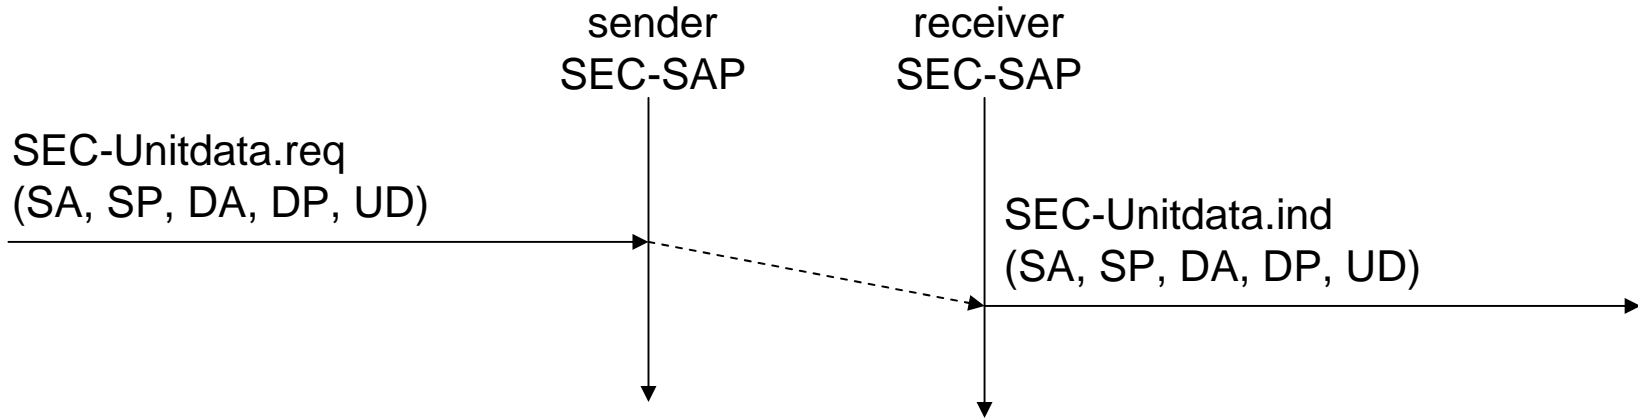 sender
SEC-SAP
receiver
SEC-SAP
SEC-Unitdata.req
(SA, SP, DA, DP, UD)
SEC-Unitdata.ind
(SA, SP, DA, DP, UD)